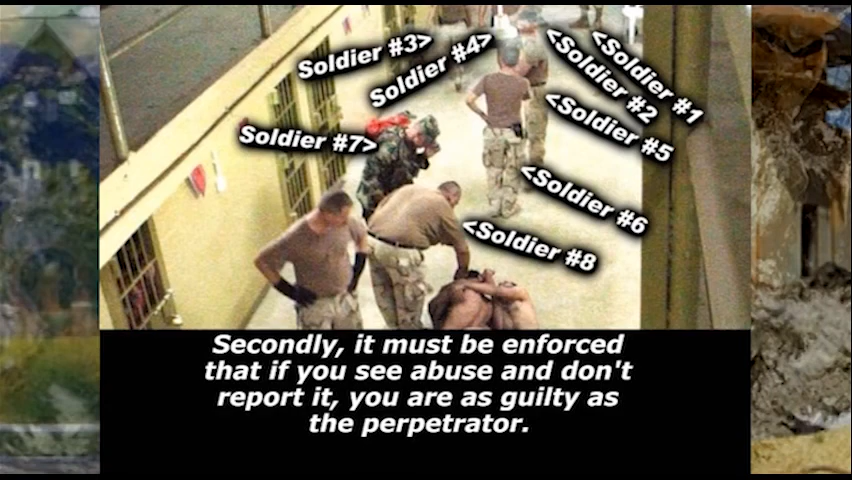 Soldier #3>
Soldier #4>
<Soldier #1
<Soldier #2
<Soldier #5
Soldier #7>
<Soldier #6
<Soldier #8
Secondly, it must be enforced
that if you see abuse and don't
report it, you are as guilty as
the perpetrator.